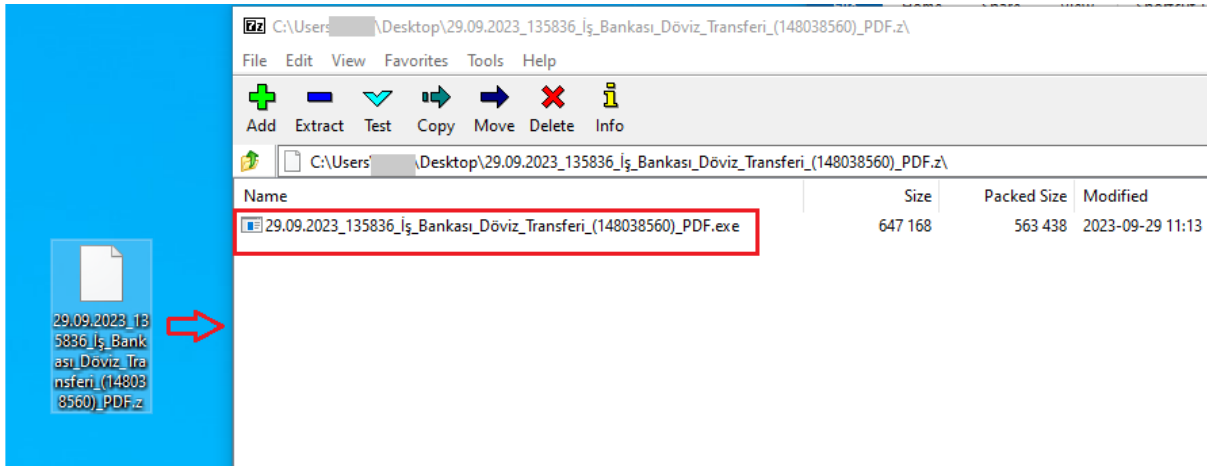 C:\Users\Desktop\29.09.2023_135836_İş_Bankası_Döviz_Transferi_(148038560)_PDF.z\
File Edit View Favorites Tools Help
Add Extract Test Copy Move Delete Info
C:\Users\Desktop\29.09.2023_135836_İş_Bankası_Döviz_Transferi_(148038560)_PDF.z\
Name Size Packed Size Modified
29.09.2023_135836_İş_Bankası_Döviz_Transferi_(148038560)_PDF.exe 647 168 563 438 2023-09-29 11:13
29.09.2023_13
5836_İş_Bank
ası_Döviz_Tra
nsferi_(14803
8560)_PDF.z